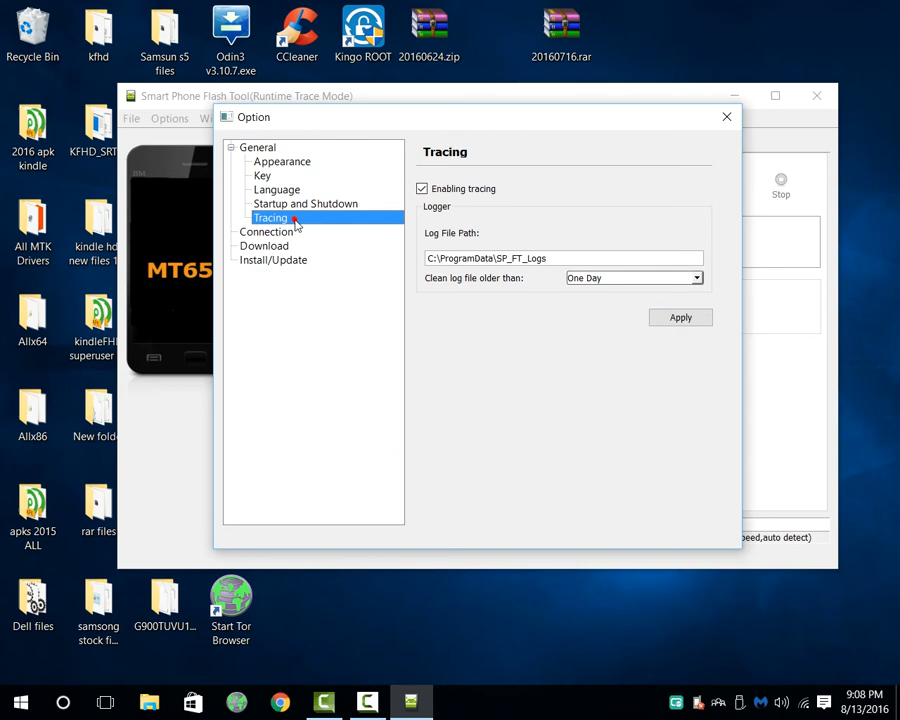 Recycle Bin
kfhd
Samsun s5
files
Odin3
v3.10.7.exe
CCleaner
Kingo ROOT
20160624.zip
20160716.rar
2016 apk
kindle
KFHD_SRT
All MTK
Drivers
kindle hd
new files 1
Allx64
kindleFHD
superuser
Allx86
New fold
apks 2015
ALL
rar files
Dell files
samsong
stock fi...
G900TUVU1...
Start Tor
Browser
Smart Phone Flash Tool(Runtime Trace Mode)
File Options Wi
BM
MT65
Stop
peed,auto detect)
Option
General
Appearance
Key
Language
Startup and Shutdown
Tracing
Connection
Download
Install/Update
Tracing
Enabling tracing
Logger
Log File Path:
C:\ProgramData\SP_FT_Logs
Clean log file older than:
One Day
Apply
9:08 PM
8/13/2016